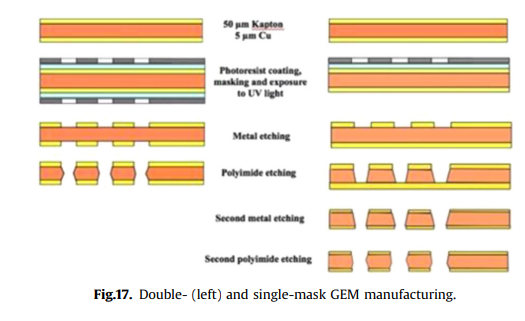 50 µm Kapton
5 µm Cu
Photoresist coating,
masking and exposure
to UV light
Metal etching
Polyimide etching
Second metal etching
Second polyimide etching
Fig.17. Double- (left) and single-mask GEM manufacturing.